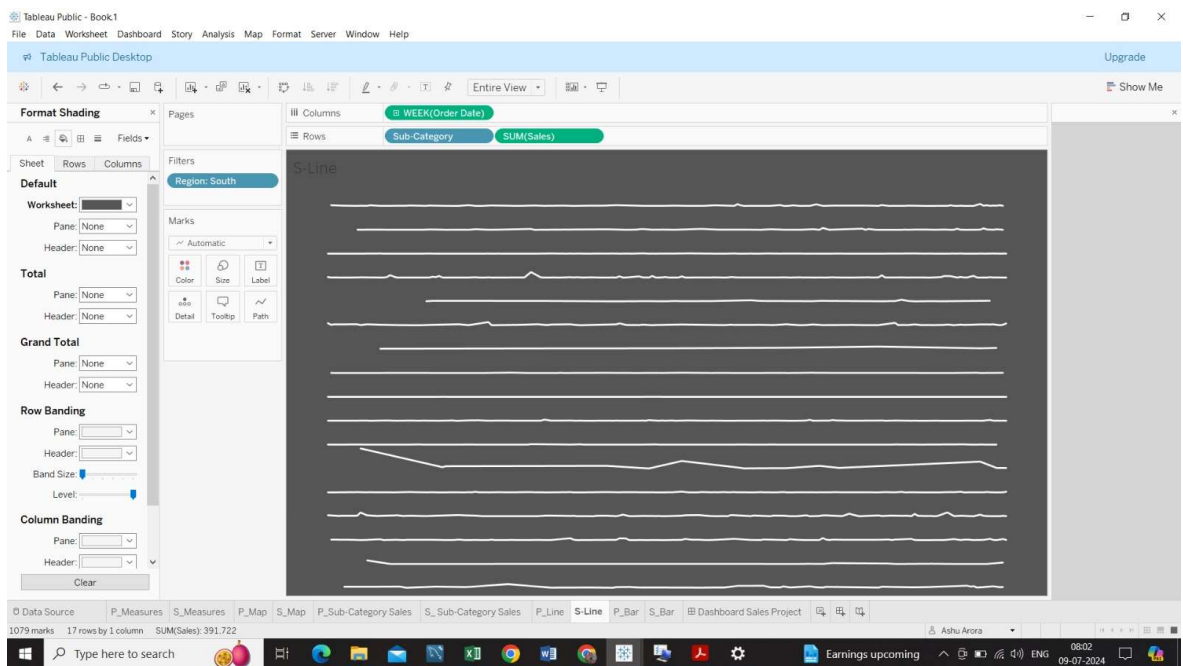 Tableau Public - Book1
File Data Worksheet Dashboard Story Analysis Map Format Server Window Help
Tableau Public Desktop
Upgrade
Entire View
Show Me
Format Shading
Fields
Sheet Rows Columns
Default
Worksheet:
Pane: None
Header: None
Total
Pane: None
Header: None
Grand Total
Pane: None
Header: None
Row Banding
Pane:
Header:
Band Size:
Level:
Column Banding
Pane:
Header:
Clear
Pages
Filters
Region: South
Marks
Automatic
Color Size Label
Detail Tooltip Path
Columns
WEEK(Order Date)
Rows
Sub-Category SUM(Sales)
S-Line
Data Source P_Measures S_Measures P_Map S_Map P_Sub-Category Sales S_ Sub-Category Sales P_Line S-Line P_Bar S_Bar Dashboard Sales Project
1079 marks 17 rows by 1 column SUM(Sales): 391.722
Ashu Arora
Type here to search
Earnings upcoming
ENG
08:02
09-07-2024